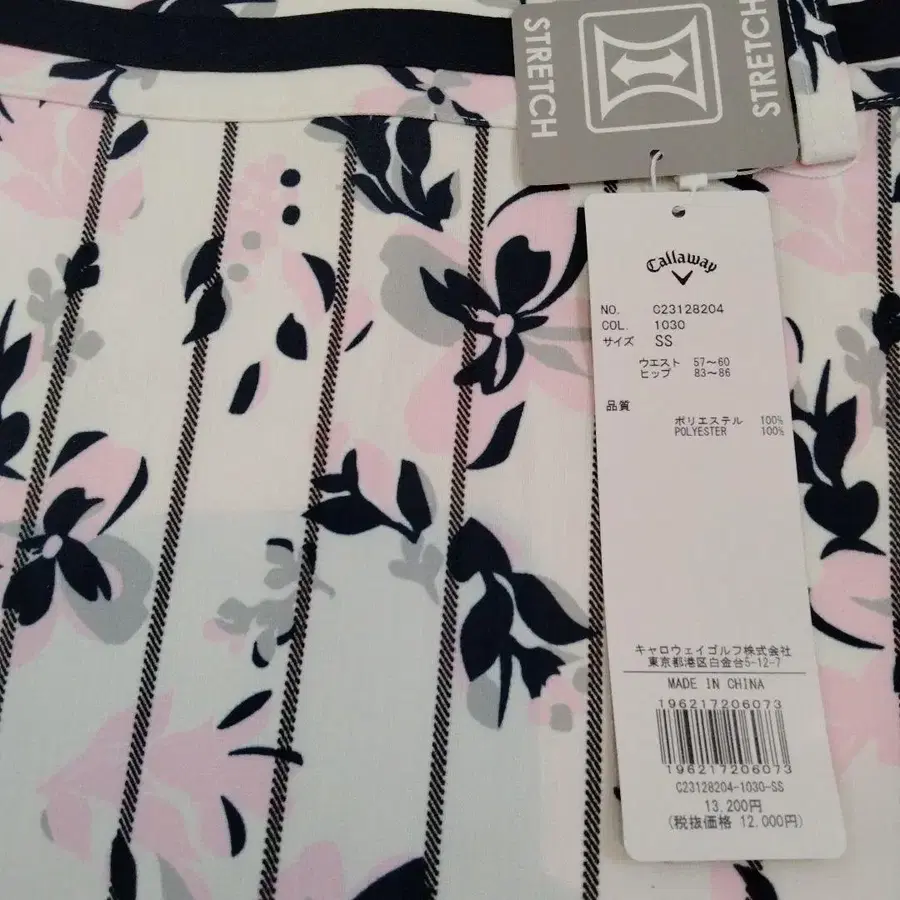 STRETCH
STRETCH
Callaway
NO. C23128204
COL. 1030
サイズ SS
ウエスト 57～60
ヒップ 83～86
品質
ポリエステル 100%
POLYESTER 100%
キャロウェイゴルフ株式会社
東京都港区白金台5-12-7
MADE IN CHINA
196217206073
196217206073
C23128204-1030-SS
13,200円
(税抜価格 12,000円)